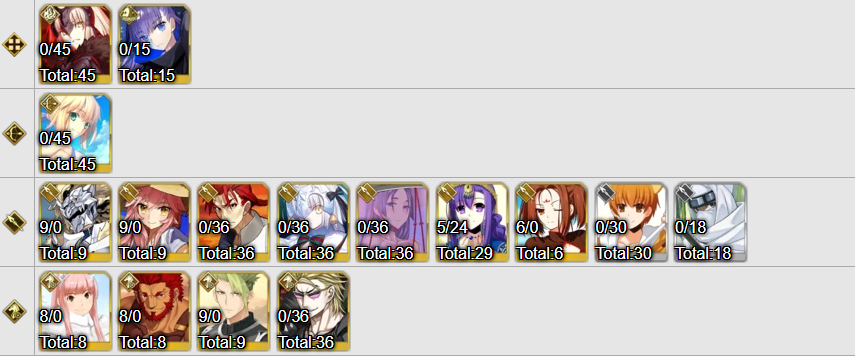 0/45
Total:45
0/15
Total:15
0/45
Total:45
9/0
Total:9
9/0
Total:9
0/36
Total:36
0/36
Total:36
0/36
Total:36
5/24
Total:29
6/0
Total:6
0/30
Total:30
0/18
Total:18
8/0
Total:8
8/0
Total:8
9/0
Total:9
0/36
Total:36